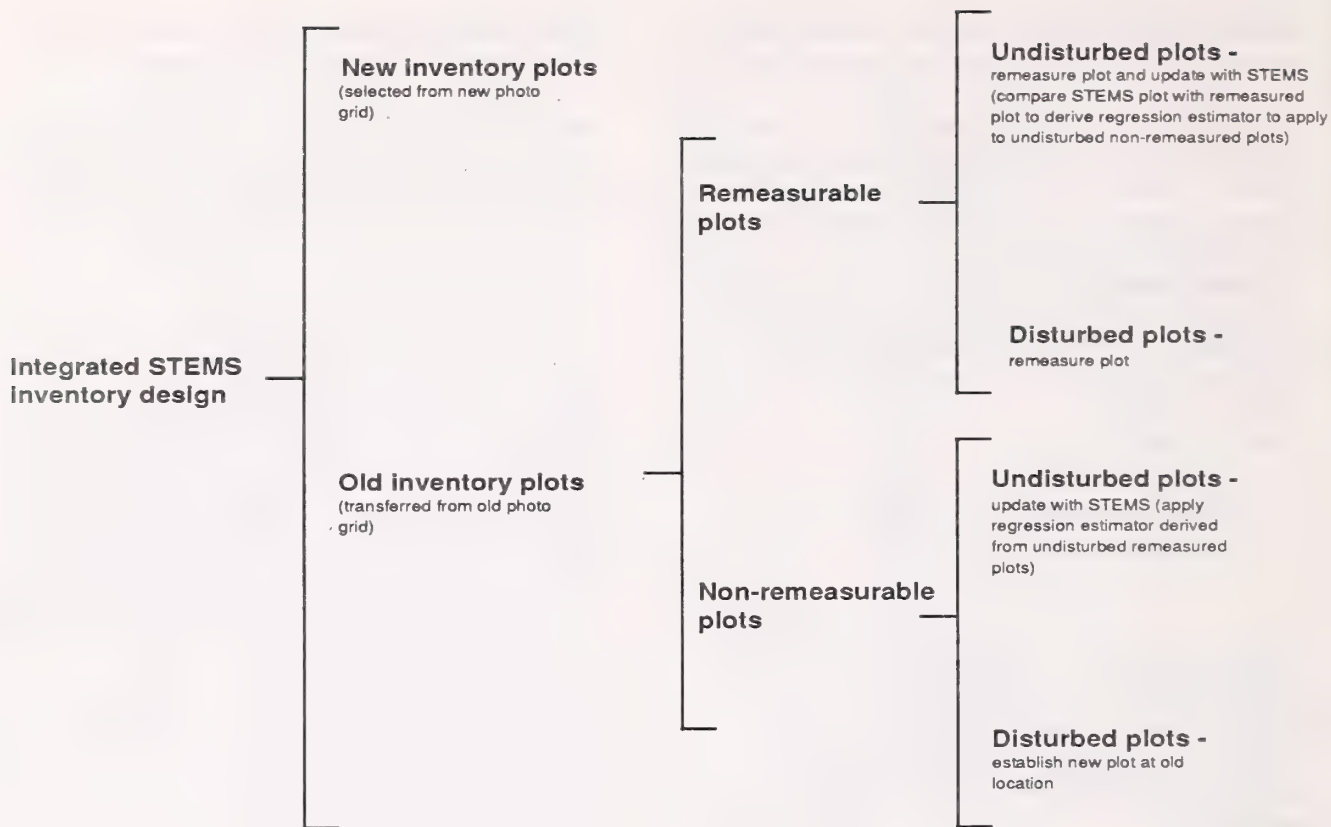 Integrated STEMS
inventory design
New inventory plots
(selected from new photo
grid)
Old inventory plots
(transferred from old photo
grid)
Remeasurable
plots
Non-remeasurable
plots
Undisturbed plots -
remeasure plot and update with STEMS
(compare STEMS plot with remeasured
plot to derive regression estimator to apply
to undisturbed non-remeasured plots)
Disturbed plots -
remeasure plot
Undisturbed plots -
update with STEMS (apply
regression estimator derived
from undisturbed remeasured
plots)
Disturbed plots -
establish new plot at old
location